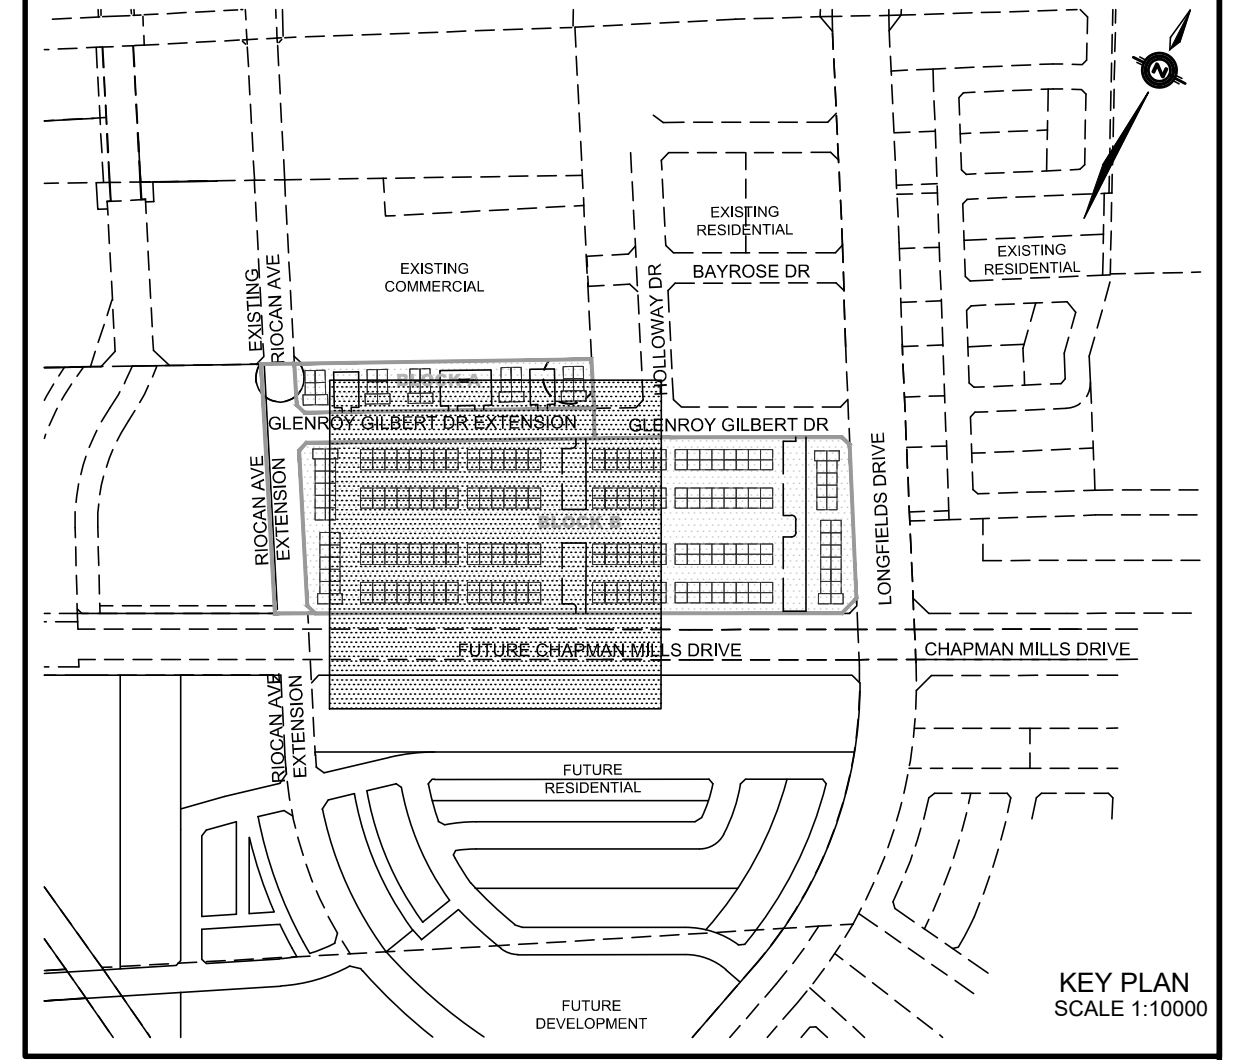 N
EXISTING
RESIDENTIAL
EXISTING
RESIDENTIAL
EXISTING
COMMERCIAL
BAYROSE DR
EXISTING
RIOCAN AVE
HOLLOWAY DR
BLOCK A
GLENROY GILBERT DR EXTENSION
GLENROY GILBERT DR
RIOCAN AVE
EXTENSION
BLOCK B
LONGFIELDS DRIVE
FUTURE CHAPMAN MILLS DRIVE
CHAPMAN MILLS DRIVE
RIOCAN AVE
EXTENSION
FUTURE
RESIDENTIAL
KEY PLAN
SCALE 1:10000
FUTURE
DEVELOPMENT